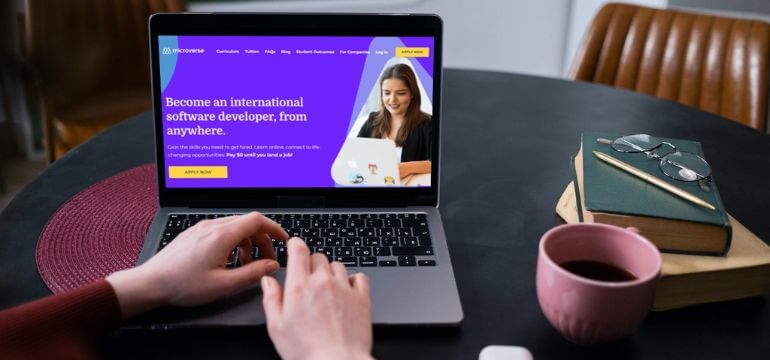 microverse Curriculum Tuition FAQs Blog Student Outcomes For Companies Log in APPLY NOW
Become an international
software developer, from
anywhere.
Gain the skills you need to get hired. Learn online, connect to life-
changing opportunities. Pay $0 until you land a job!
APPLY NOW